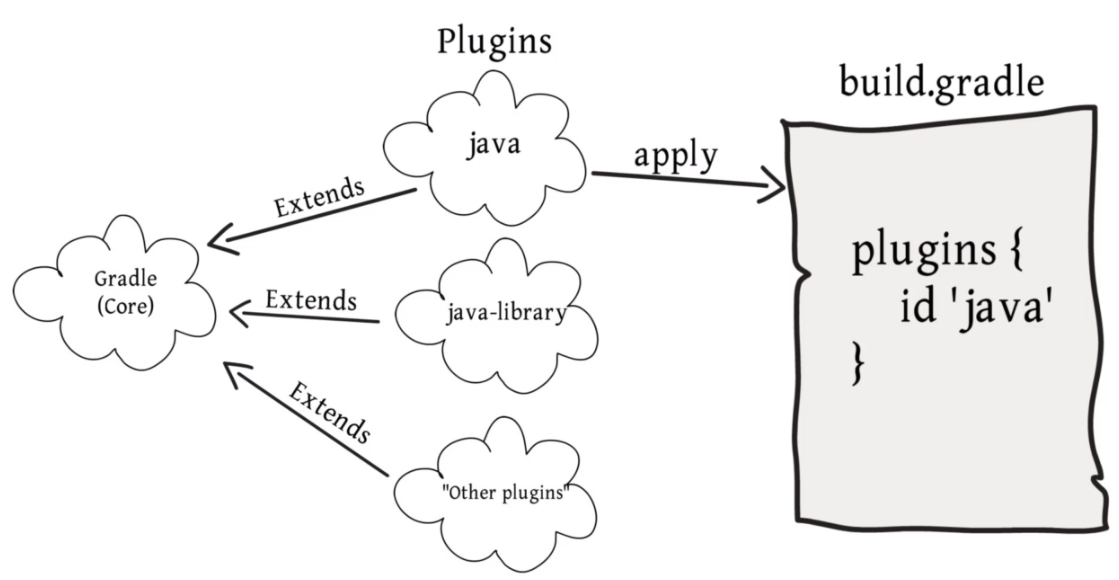 Plugins
java
Extends
Gradle
(Core)
Extends
java-library
Extends
"Other plugins"
apply
build.gradle
plugins {
id 'java'
}